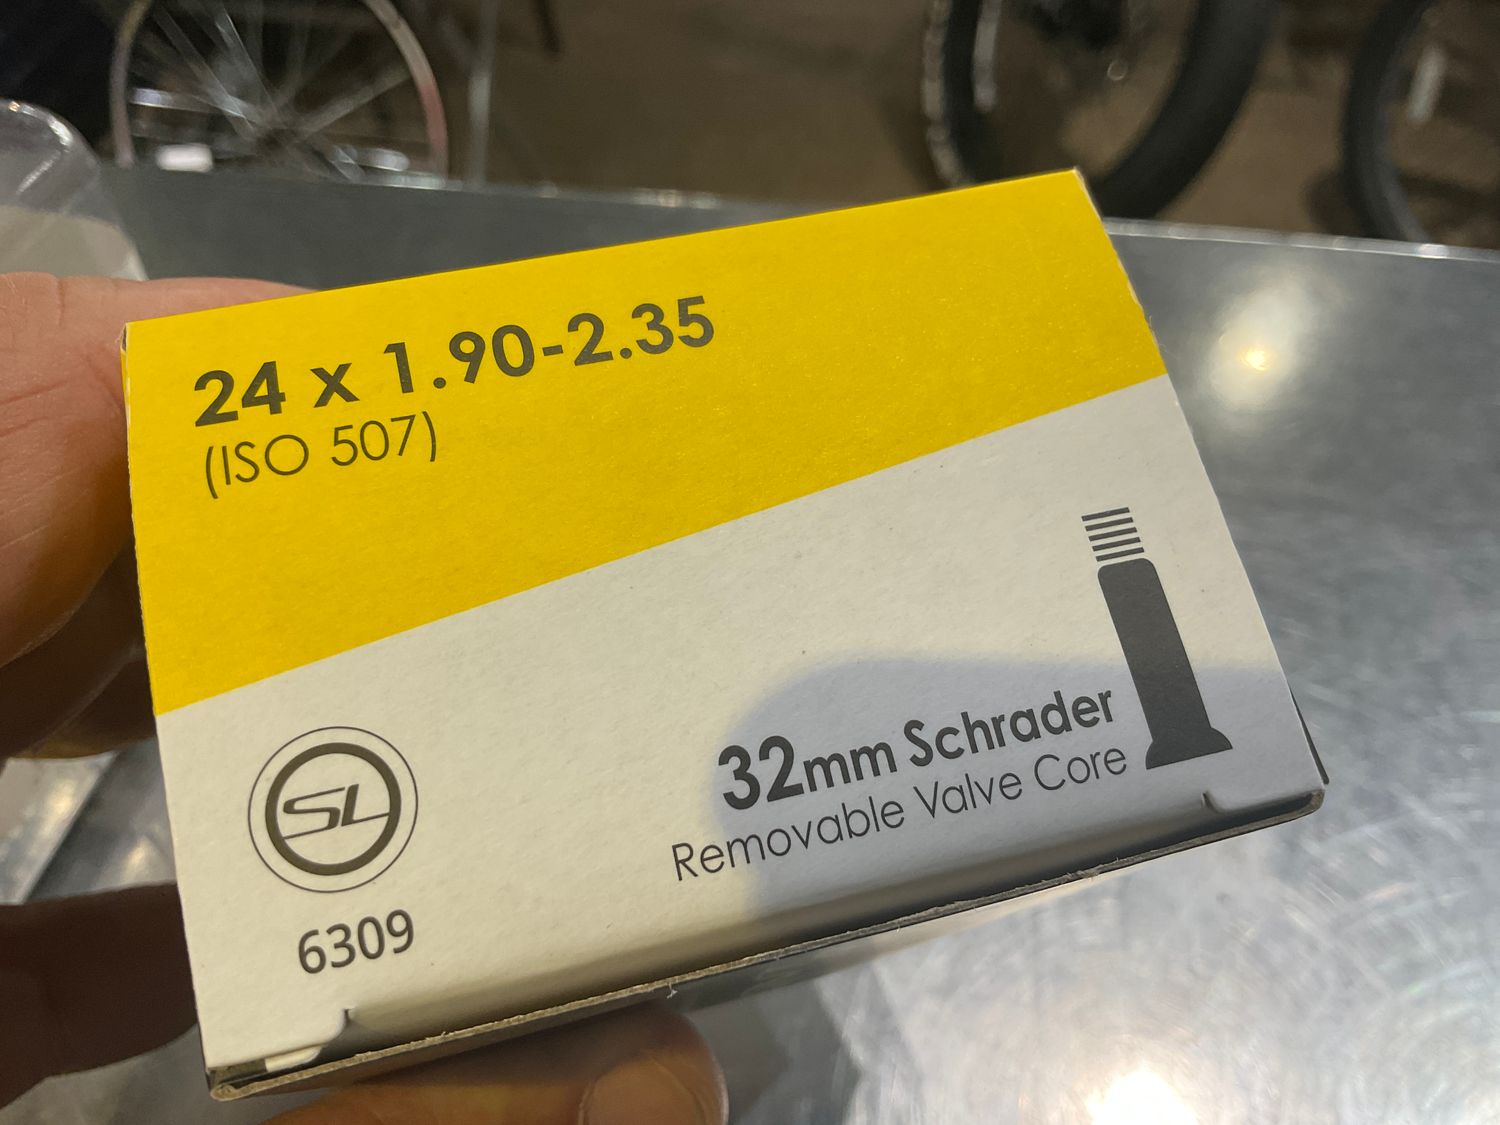 24 x 1.90-2.35
(ISO 507)
32mm Schrader
Removable Valve Core
SL
6309